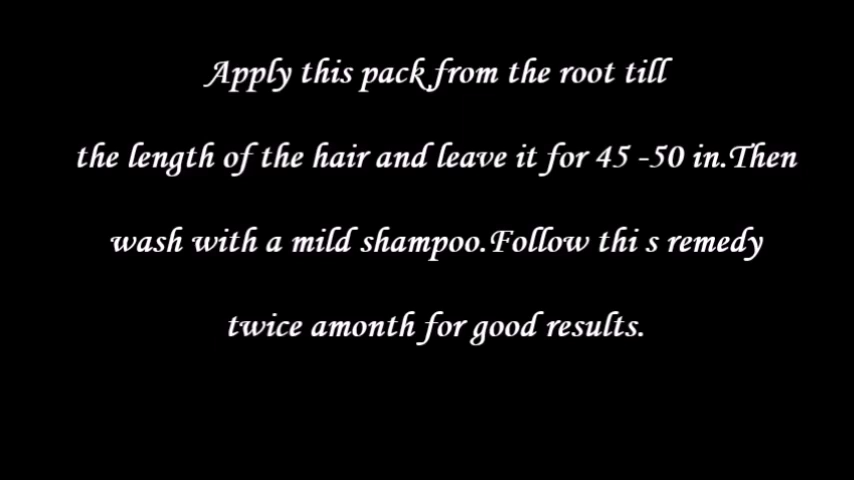 Apply this pack from the root till
the length of the hair and leave it for 45 -50 in.Then
wash with a mild shampoo.Follow thi s remedy
twice amonth for good results.